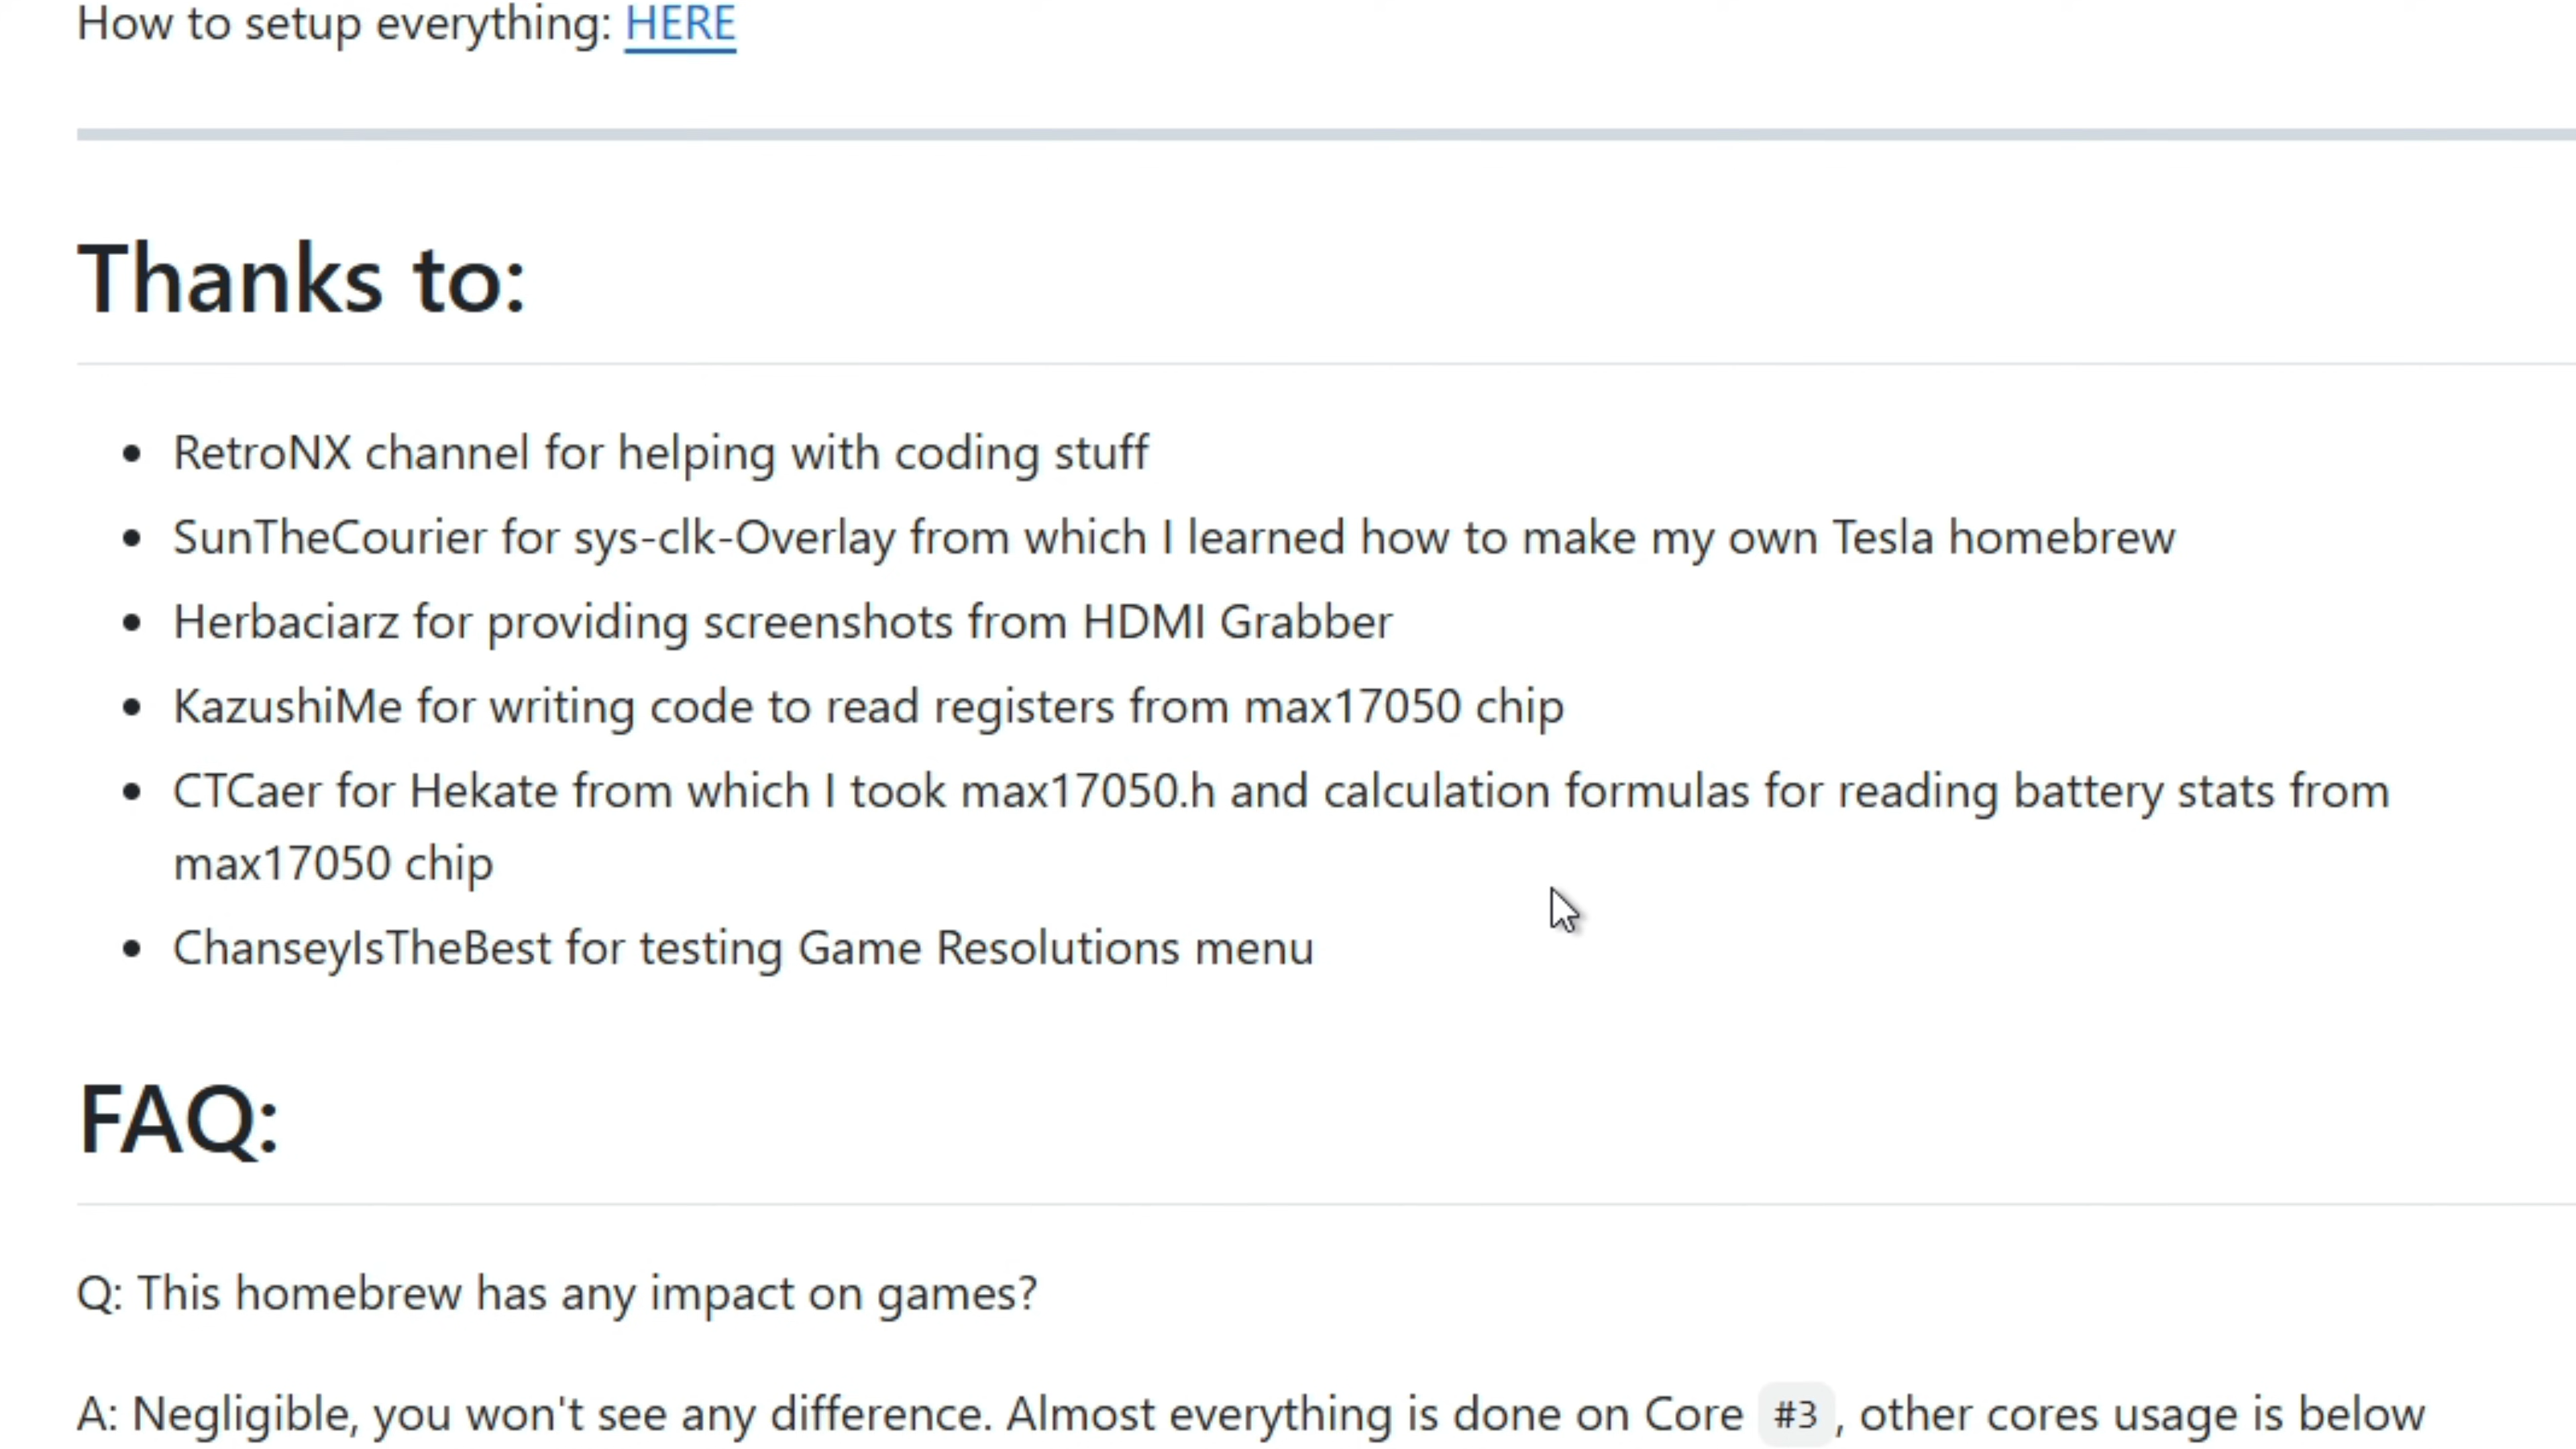 How to setup everything: HERE
Thanks to:
RetroNX channel for helping with coding stuff
SunTheCourier for sys-clk-Overlay from which I learned how to make my own Tesla homebrew
Herbaciarz for providing screenshots from HDMI Grabber
KazushiMe for writing code to read registers from max17050 chip
CTCaer for Hekate from which I took max17050.h and calculation formulas for reading battery stats from
max17050 chip
ChanseyIsTheBest for testing Game Resolutions menu
FAQ:
Q: This homebrew has any impact on games?
A: Negligible, you won't see any difference. Almost everything is done on Core #3, other cores usage is below